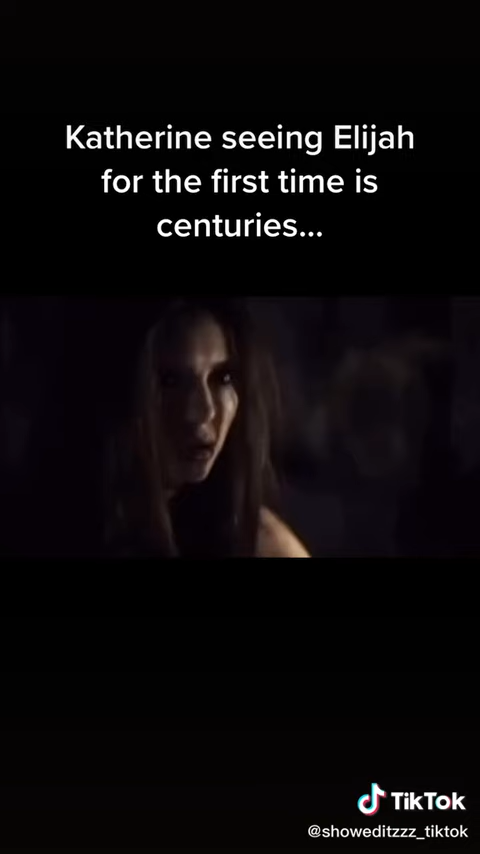 Katherine seeing Elijah
for the first time is
centuries...
TikTok
@showeditzzz_tiktok